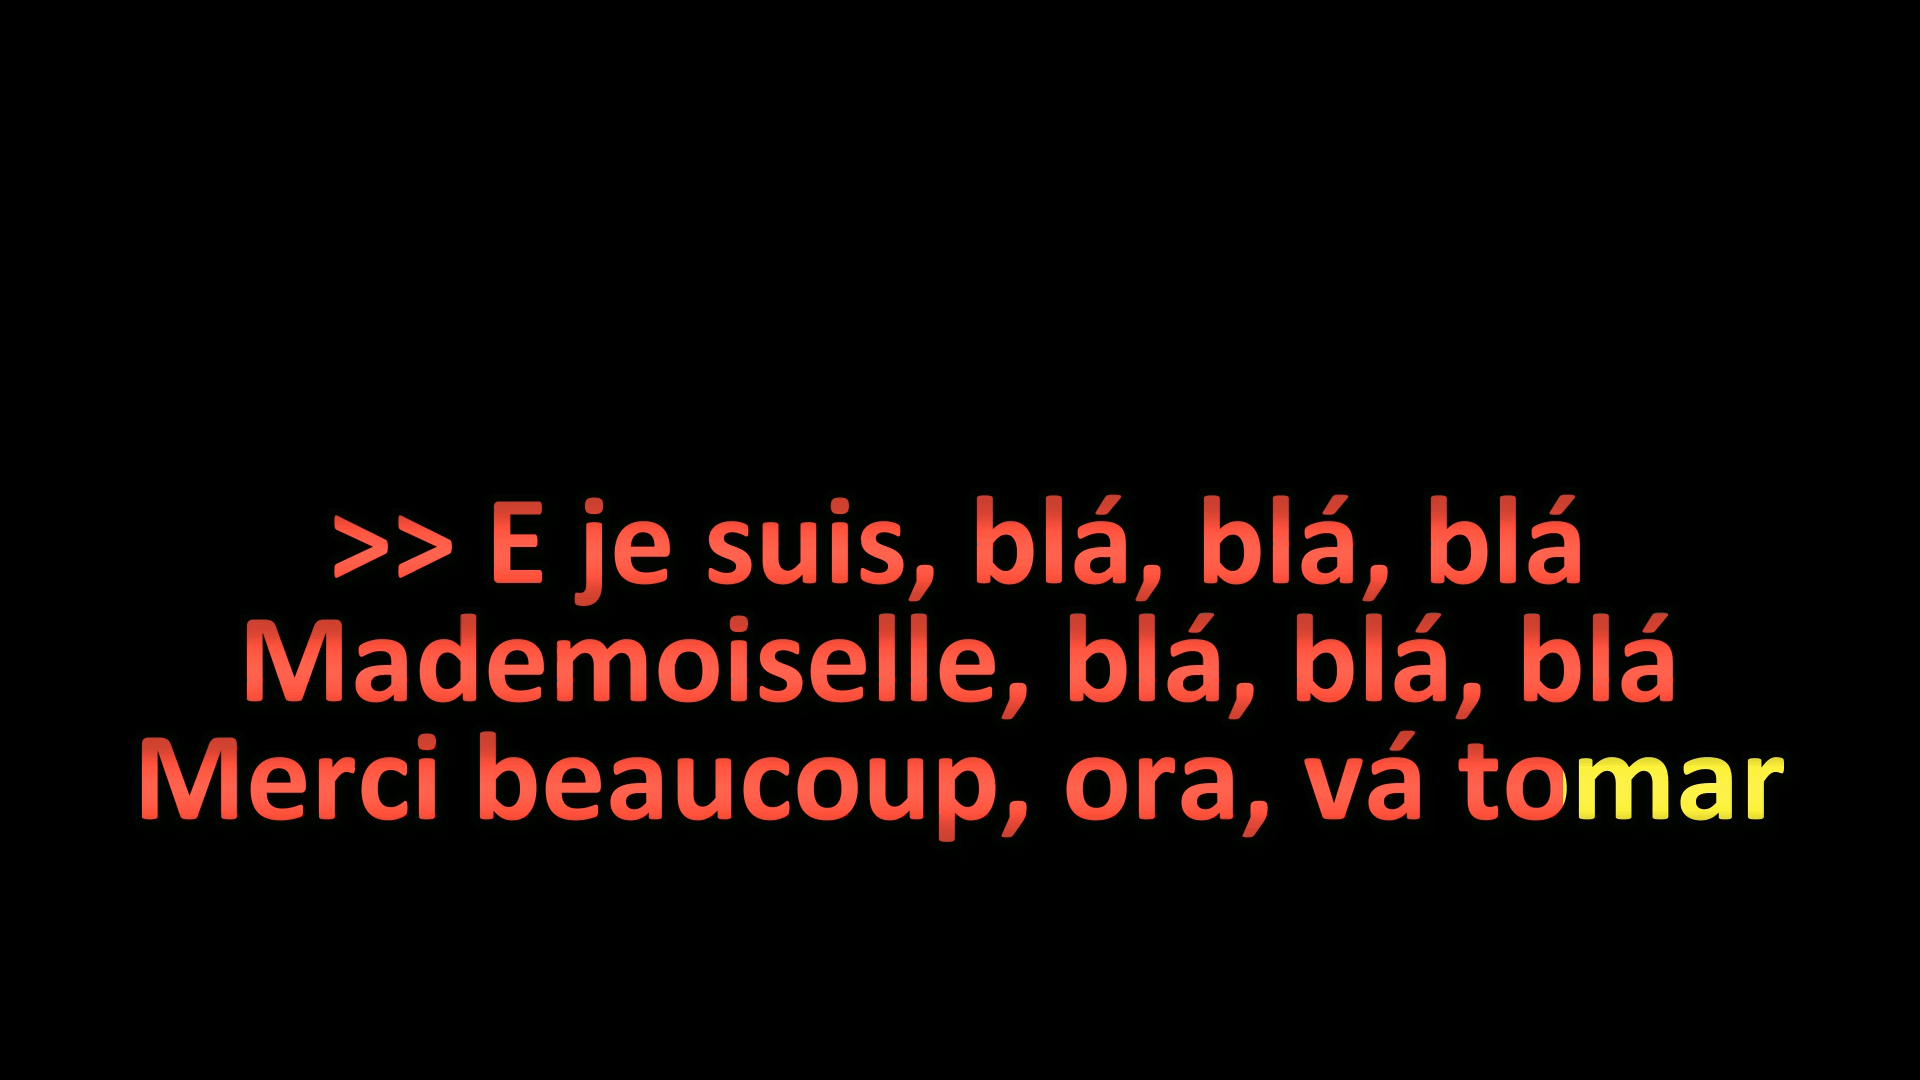 >> E je suis, blá, blá, blá
Mademoiselle, blá, blá, blá
Merci beaucoup, ora, vá tomar